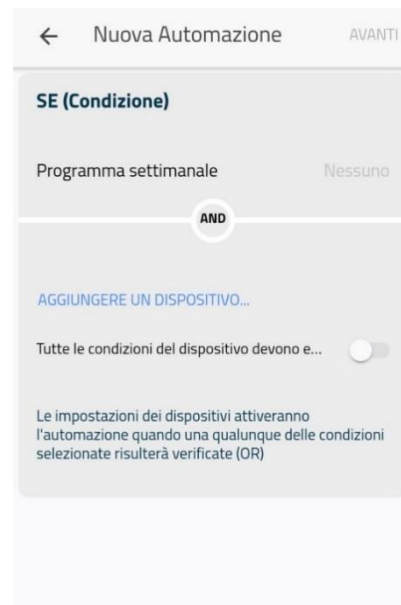 Nuova Automazione AVANTI
SE (Condizione)
Programma settimanale Nessuno
AND
AGGIUNGERE UN DISPOSITIVO...
Tutte le condizioni del dispositivo devono e...
Le impostazioni dei dispositivi attiveranno
l'automazione quando una qualunque delle condizioni
selezionate risulterà verificate (OR)